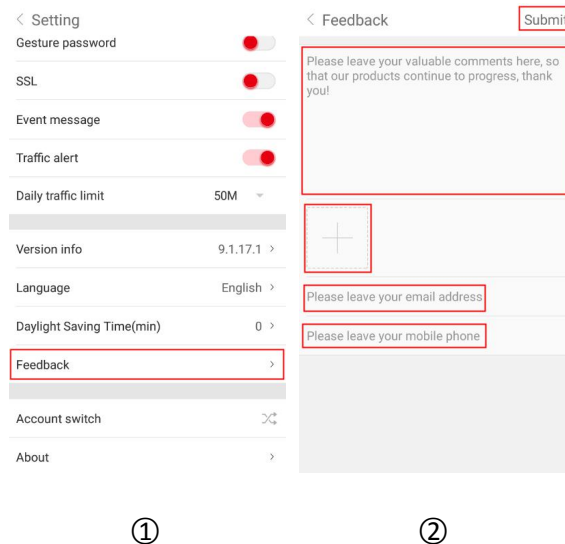 < Setting
Gesture password
SSL
Event message
Traffic alert
Daily traffic limit 50M
Version info 9.1.17.1 >
Language English >
Daylight Saving Time(min) 0 >
Feedback >
Account switch
About >
①
< Feedback Submit
Please leave your valuable comments here, so
that our products continue to progress, thank
you!
Please leave your email address
Please leave your mobile phone
②